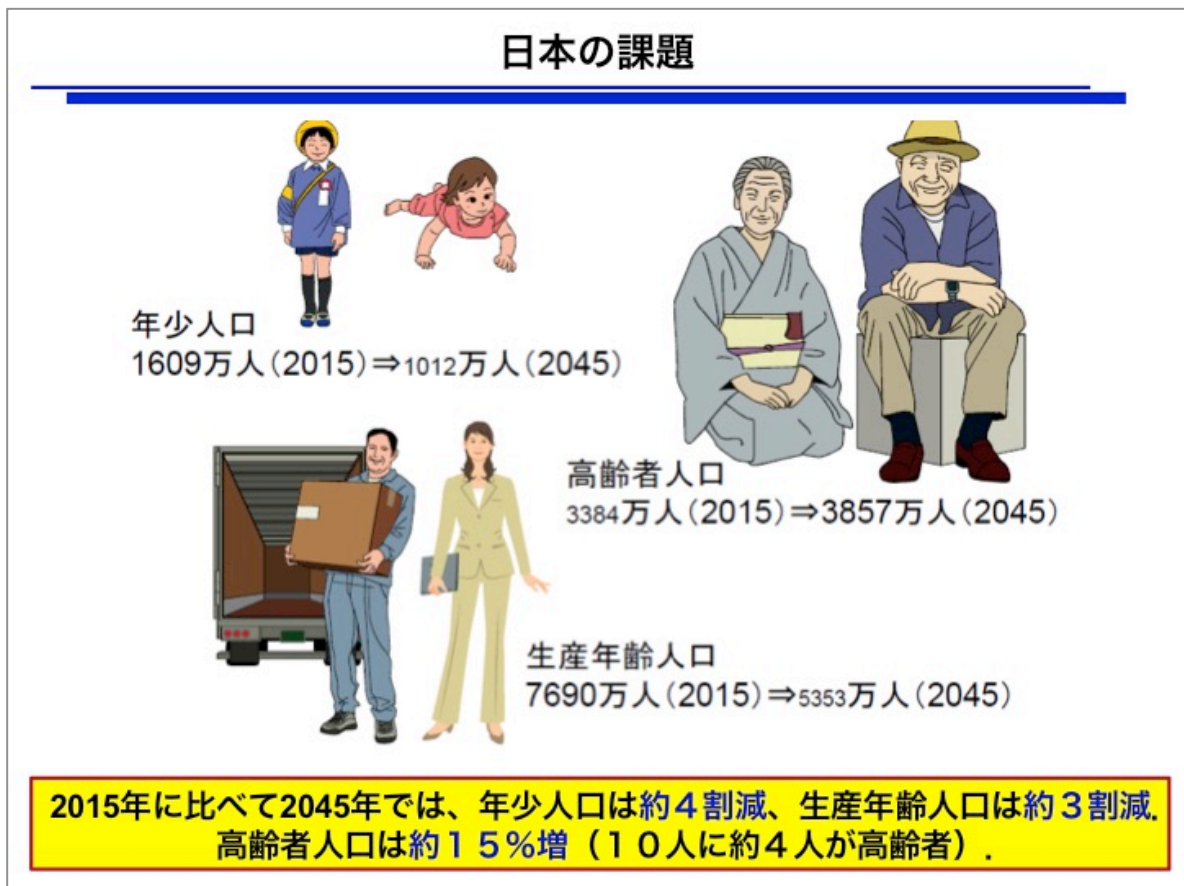 日本の課題
年少人口
1609万人（2015）⇒1012万人（2045）
高齢者人口
3384万人（2015）⇒3857万人（2045）
生産年齢人口
7690万人（2015）⇒5353万人（2045）
2015年に比べて2045年では、年少人口は約４割減、生産年齢人口は約３割減．
高齢者人口は約１５％増（１０人に約４人が高齢者）．